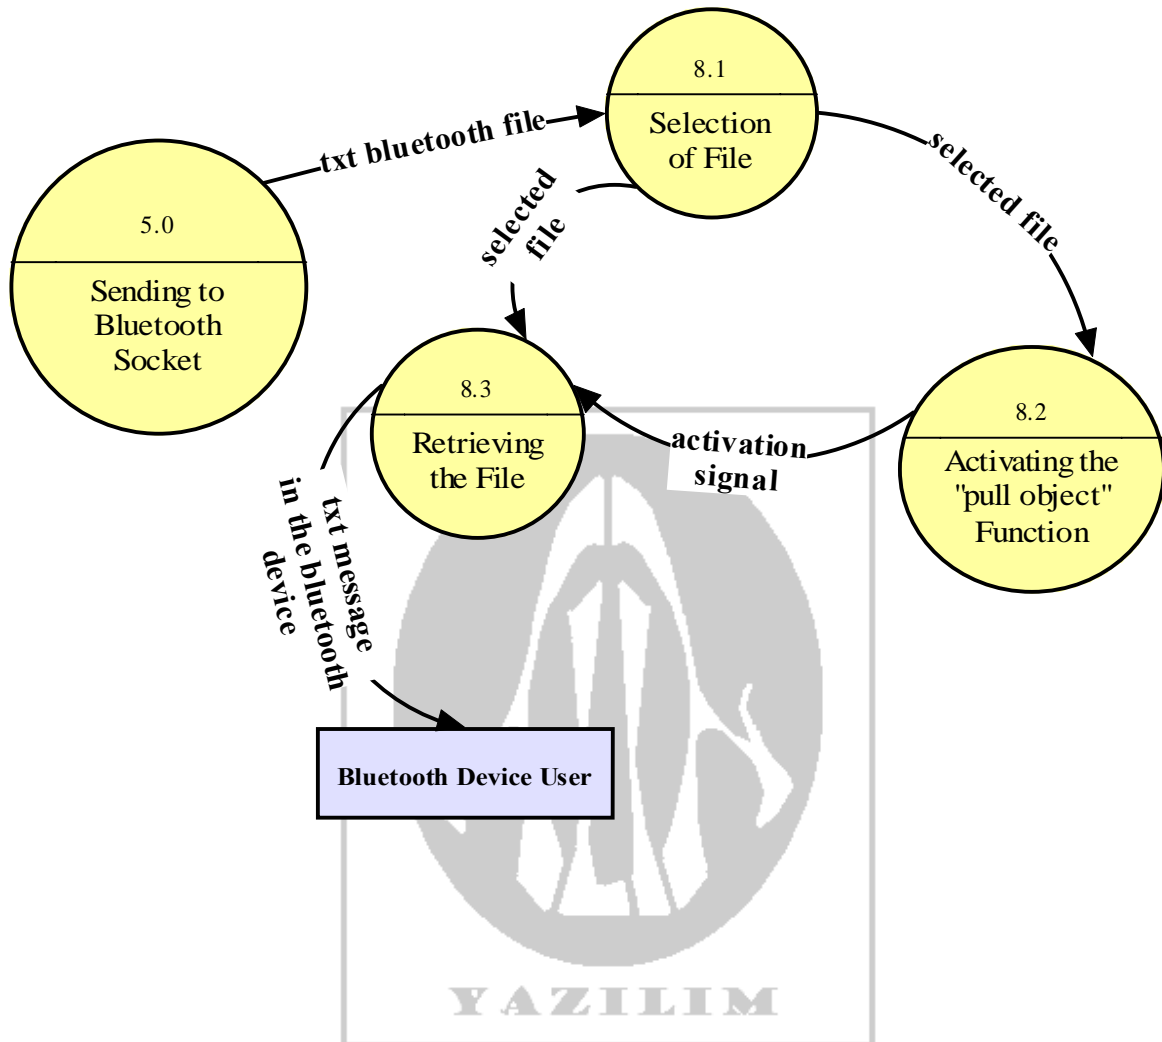 8.1
Selection
of File
txt bluetooth file
selected file
selected
file
5.0
Sending to
Bluetooth
Socket
8.3
Retrieving
the File
activation
signal
8.2
Activating the
"pull object"
Function
txt message
in the bluetooth
device
Bluetooth Device User
YAZILIM